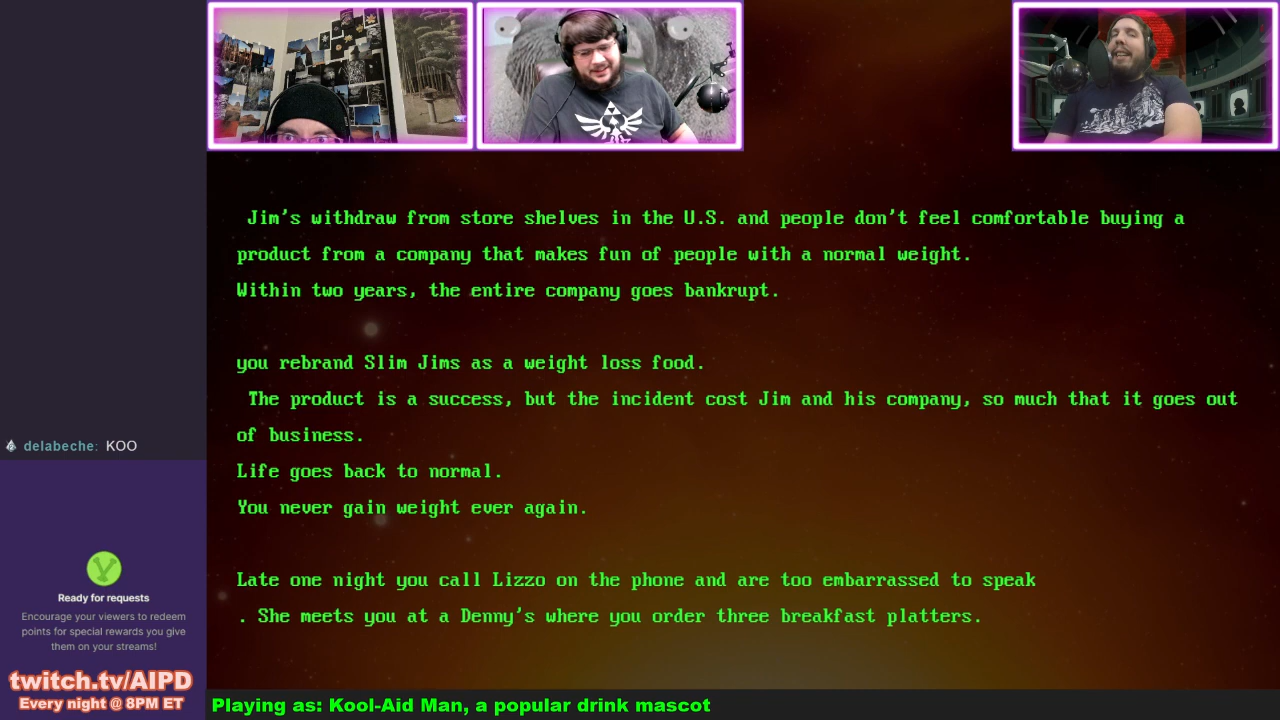 Jim's withdraw from store shelves in the U.S. and people don't feel comfortable buying a
product from a company that makes fun of people with a normal weight.
Within two years, the entire company goes bankrupt.
you rebrand Slim Jims as a weight loss food.
The product is a success, but the incident cost Jim and his company, so much that it goes out
of business.
Life goes back to normal.
You never gain weight ever again.
Late one night you call Lizzo on the phone and are too embarrassed to speak
. She meets you at a Denny's where you order three breakfast platters.
delabeche: KOO
Ready for requests
Encourage your viewers to redeem
points for special rewards you give
them on your streams!
twitch.tv/AIPD
Every night @ 8PM ET
Playing as: Kool-Aid Man, a popular drink mascot